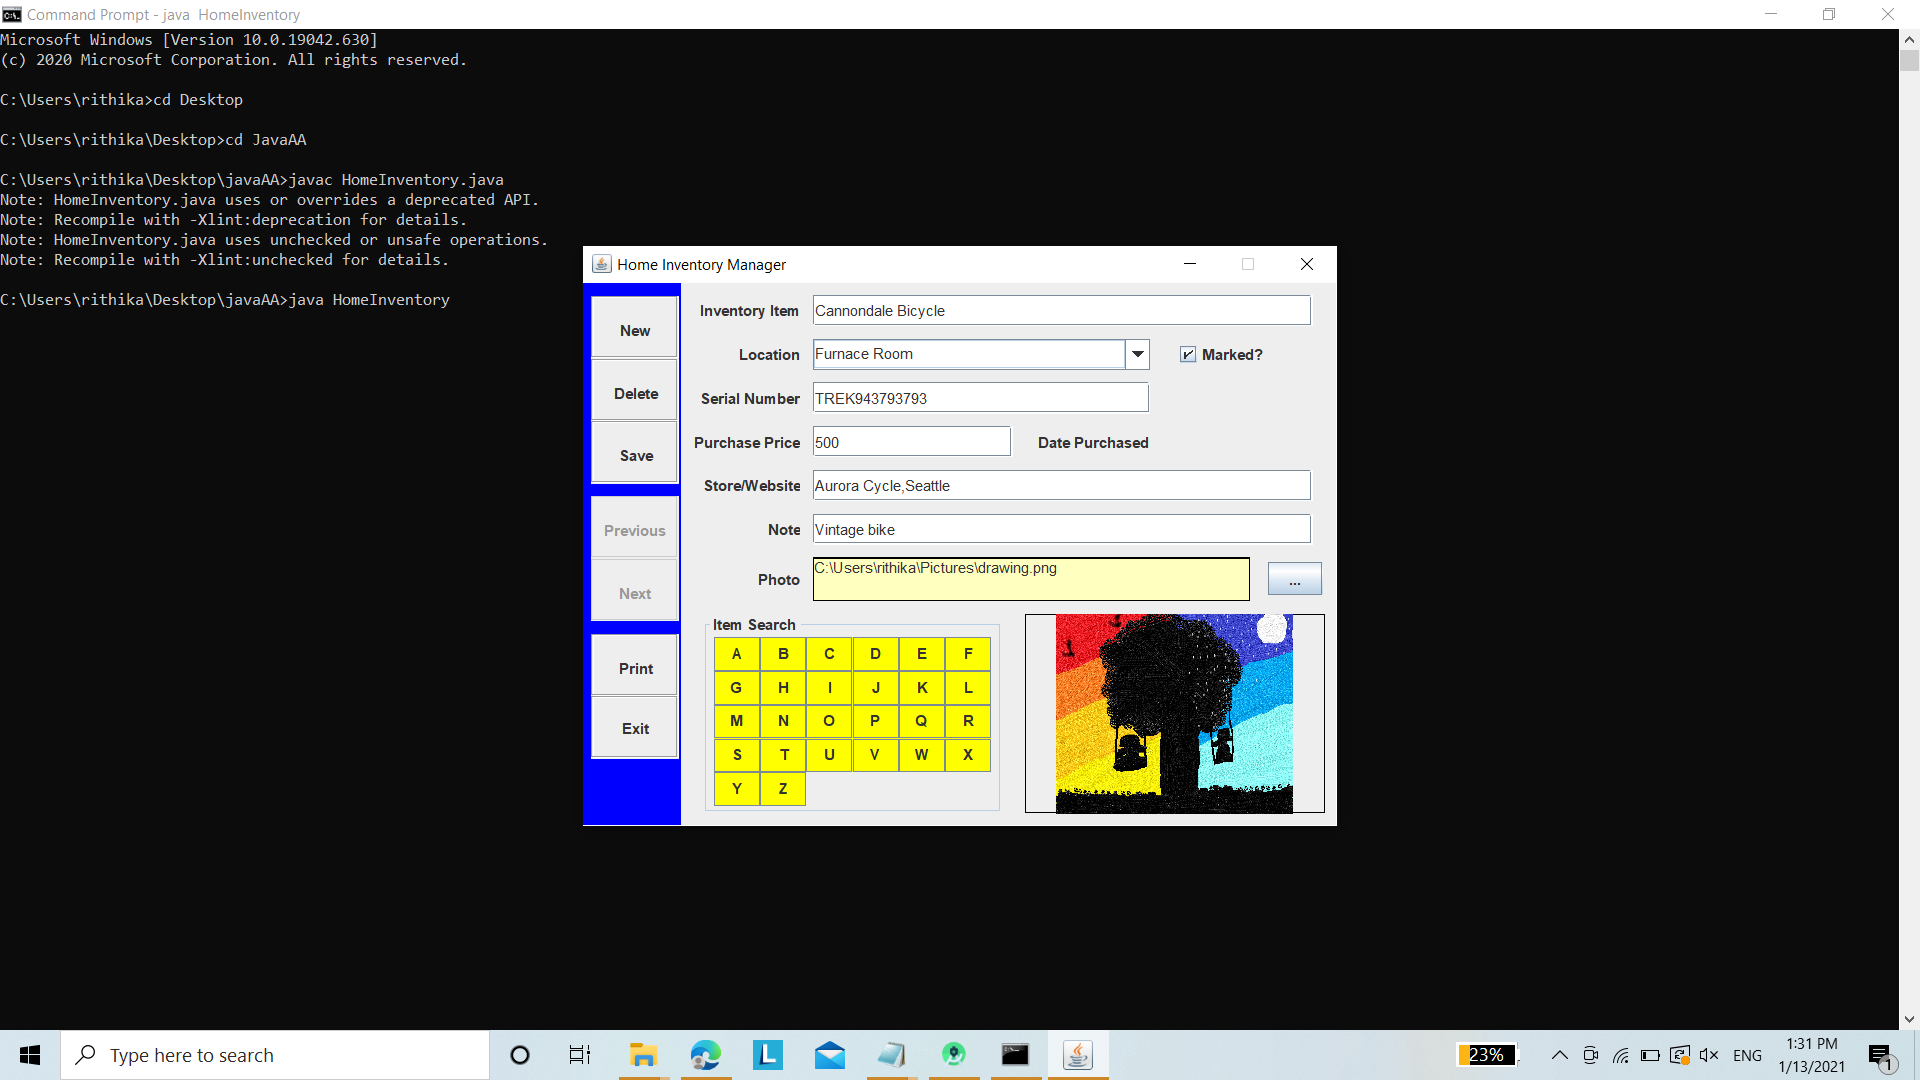 Command Prompt - java  HomeInventory
Microsoft Windows [Version 10.0.19042.630]
(c) 2020 Microsoft Corporation. All rights reserved.
C:\Users\rithika>cd Desktop
C:\Users\rithika\Desktop>cd JavaAA
C:\Users\rithika\Desktop\javaAA>javac HomeInventory.java
Note: HomeInventory.java uses or overrides a deprecated API.
Note: Recompile with -Xlint:deprecation for details.
Note: HomeInventory.java uses unchecked or unsafe operations.
Note: Recompile with -Xlint:unchecked for details.
C:\Users\rithika\Desktop\javaAA>java HomeInventory
Home Inventory Manager
New
Delete
Save
Previous
Next
Print
Exit
Inventory Item Cannondale Bicycle
Location Furnace Room Marked?
Serial Number TREK943793793
Purchase Price 500 Date Purchased
Store/Website Aurora Cycle,Seattle
Note Vintage bike
Photo C:\Users\rithika\Pictures\drawing.png ...
Item Search
A B C D E F
G H I J K L
M N O P Q R
S T U V W X
Y Z
Type here to search
L
23%
ENG
1:31 PM
1/13/2021
1